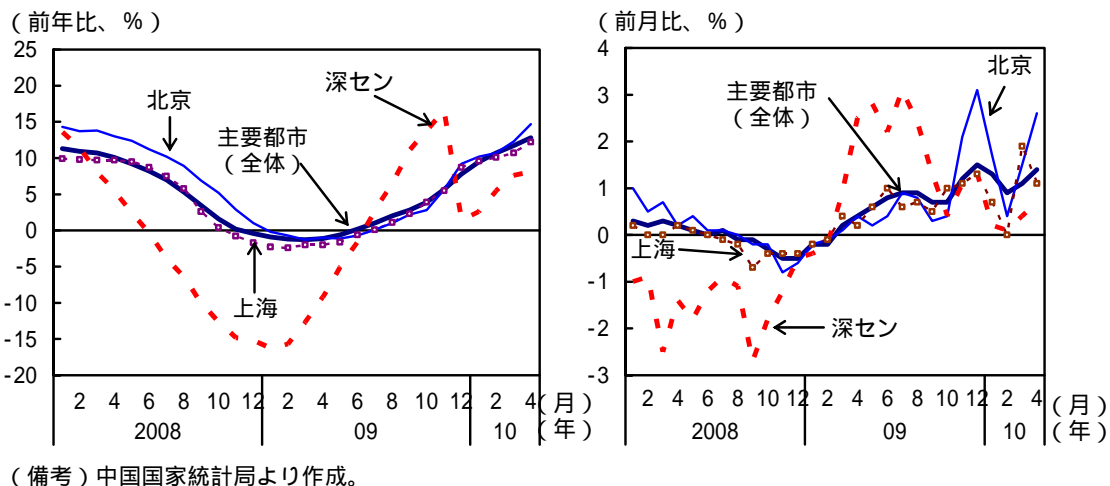 （前年比、％）
25
20
15
10
5
0
-5
-10
-15
-20
北京
深セン
主要都市
（全体）
上海
2 4 6 8 10 12 2 4 6 8 10 12 2 4 （月）
2008 09 10 （年）
（前月比、％）
4
3
2
1
0
-1
-2
-3
北京
主要都市
（全体）
上海
深セン
2 4 6 8 10 12 2 4 6 8 10 12 2 4 （月）
2008 09 10 （年）
（備考）中国国家統計局より作成。